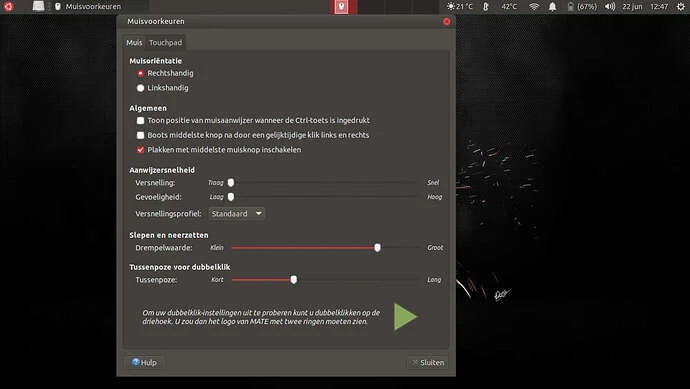 Muisvoorkeuren
21 °C
42°C
(67%)
22 jun
12:47
Muisvoorkeuren
Muis
Touchpad
Muisoriëntatie
Rechtshandig
Linkshandig
Algemeen
Toon positie van muisaanwijzer wanneer de Ctrl-toets is ingedrukt
Boots middelste knop na door een gelijktijdige klik links en rechts
Plakken met middelste muisknop inschakelen
Aanwijzersnelheid
Versnelling: Traag Snel
Gevoeligheid: Laag Hoog
Versnellingsprofiel: Standaard
Slepen en neerzetten
Drempelwaarde: Klein Groot
Tussenpoze voor dubbelklik
Tussenpoze: Kort Lang
Om uw dubbelklik-instellingen uit te proberen kunt u dubbelklikken op de
driehoek. U zou dan het logo van MATE met twee ringen moeten zien.
Hulp
Sluiten